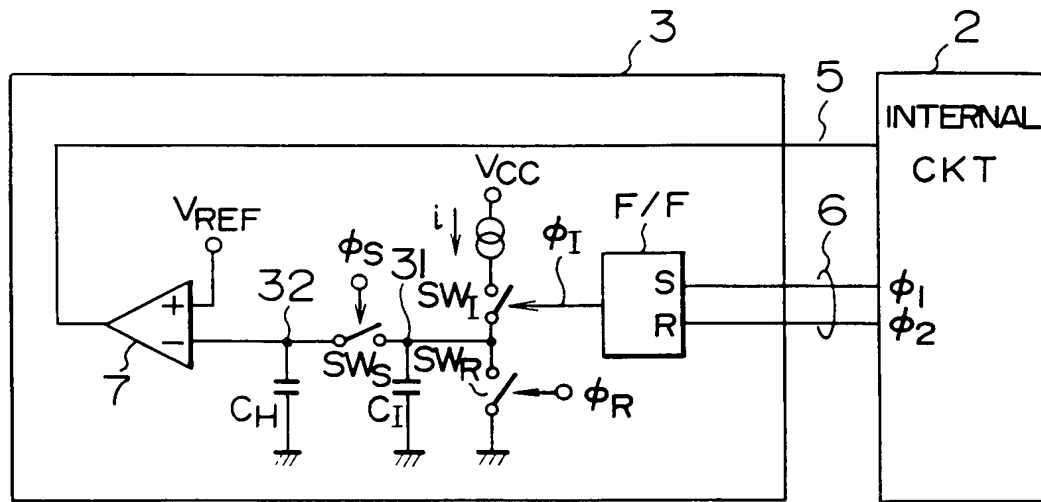 3
2
5
INTERNAL
CKT
VCC
F/F
6
VREF
i
ϕI
ϕS
31
S
ϕ1
32
SWI
R
ϕ2
+
−
SWS
SWR
7
CH
CI
ϕR